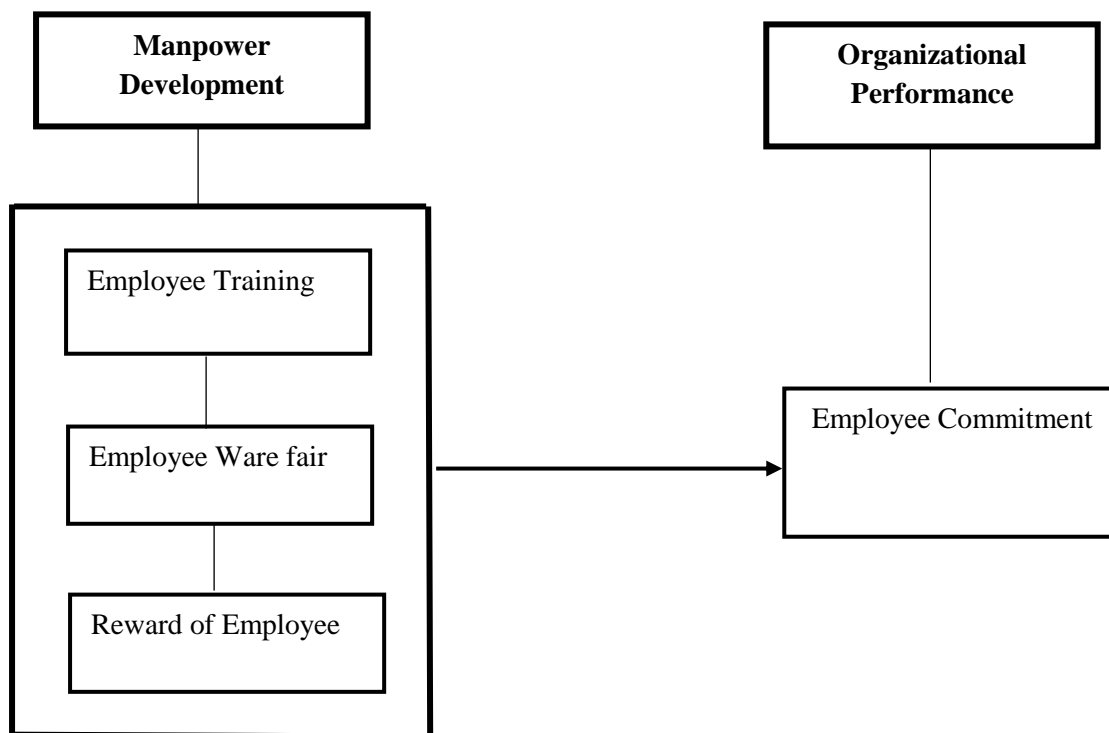 Manpower
Development
Organizational
Performance
Employee Training
Employee Commitment
Employee Ware fair
Reward of Employee